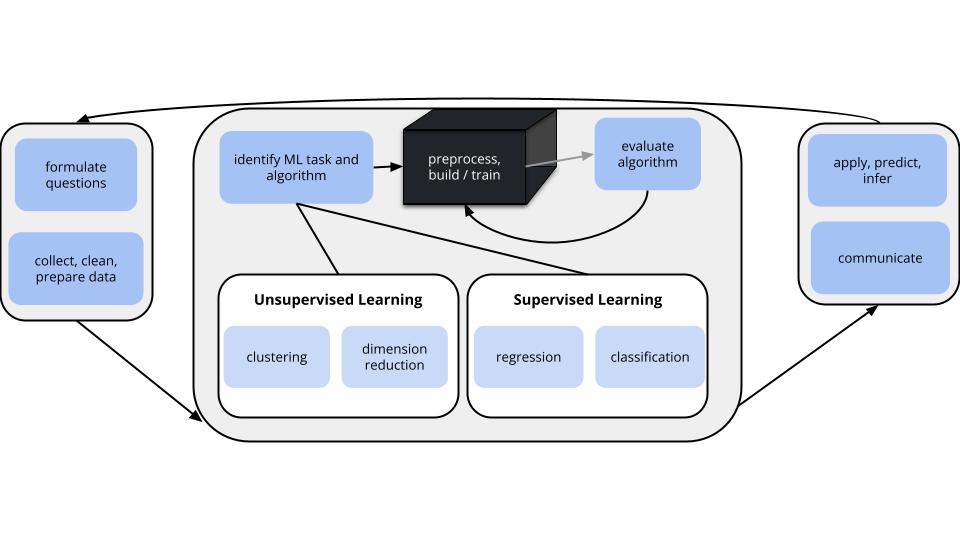 formulate
questions
collect, clean,
prepare data
identify ML task and
algorithm
preprocess,
build / train
evaluate
algorithm
Unsupervised Learning
clustering
dimension
reduction
Supervised Learning
regression
classification
apply, predict,
infer
communicate